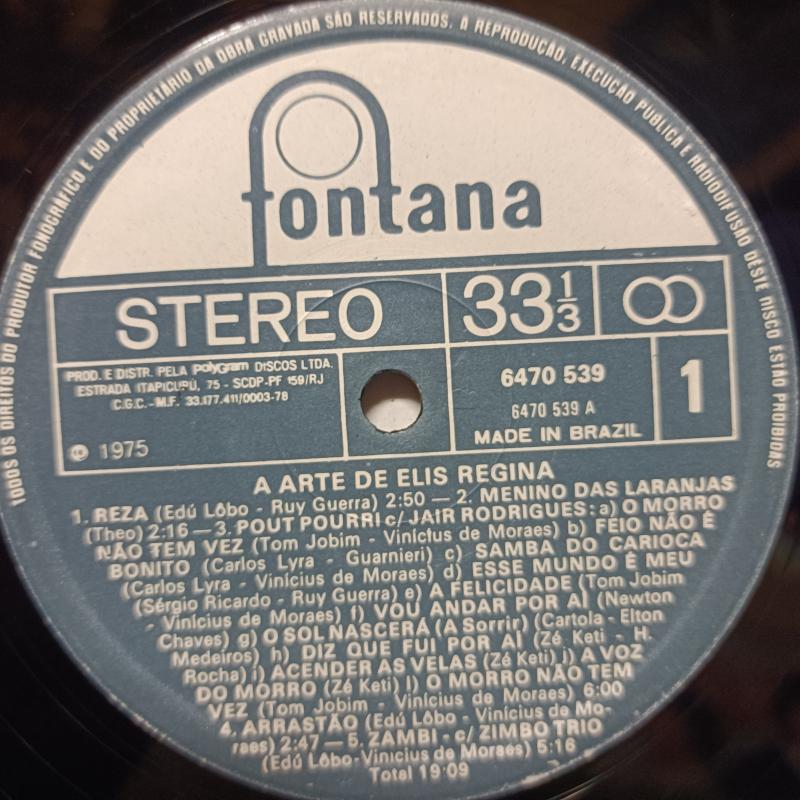 TODOS OS DIREITOS DO PRODUTOR FONOGRÁFICO E DO PROPRIETÁRIO DA OBRA GRAVADA SÃO RESERVADOS. A REPRODUÇÃO, EXECUÇÃO PÚBLICA E RADIODIFUSÃO DÊSTE DISCO ESTÃO PROIBIDAS
fontana
STEREO
33 1/3
PROD. E DISTR. PELA PolyGram DISCOS LTDA.
ESTRADA ITAPICURÚ, 75 - SCDP-PF 159/RJ
C.G.C. - M.F. 33.177.411/0003-78
Ⓟ 1975
6470 539
6470 539 A
MADE IN BRAZIL
1
A ARTE DE ELIS REGINA
1. REZA (Edú Lôbo - Ruy Guerra) 2:50 — 2. MENINO DAS LARANJAS
(Theo) 2:16 — 3. POUT POURRI c/ JAIR RODRIGUES: a) O MORRO
NÃO TEM VEZ (Tom Jobim - Vinícius de Moraes) b) FEIO NÃO É
BONITO (Carlos Lyra - Guarnieri) c) SAMBA DO CARIOCA
(Carlos Lyra - Vinícius de Moraes) d) ESSE MUNDO É MEU
(Sérgio Ricardo - Ruy Guerra) e) A FELICIDADE (Tom Jobim
- Vinícius de Moraes) f) VOU ANDAR POR AÍ (Newton
Chaves) g) O SOL NASCERÁ (A Sorrir) (Cartola - Elton
Medeiros) h) DIZ QUE FUI POR AÍ (Zé Keti - H.
Rocha) i) ACENDER AS VELAS (Zé Keti) j) A VOZ
DO MORRO (Zé Keti) l) O MORRO NÃO TEM
VEZ (Tom Jobim - Vinícius de Moraes) 6:00
4. ARRASTÃO (Edú Lôbo - Vinícius de Mo-
raes) 2:47 — 5. ZAMBI - c/ ZIMBO TRIO
(Edú Lôbo-Vinicius de Moraes) 5:16
Total 19:09